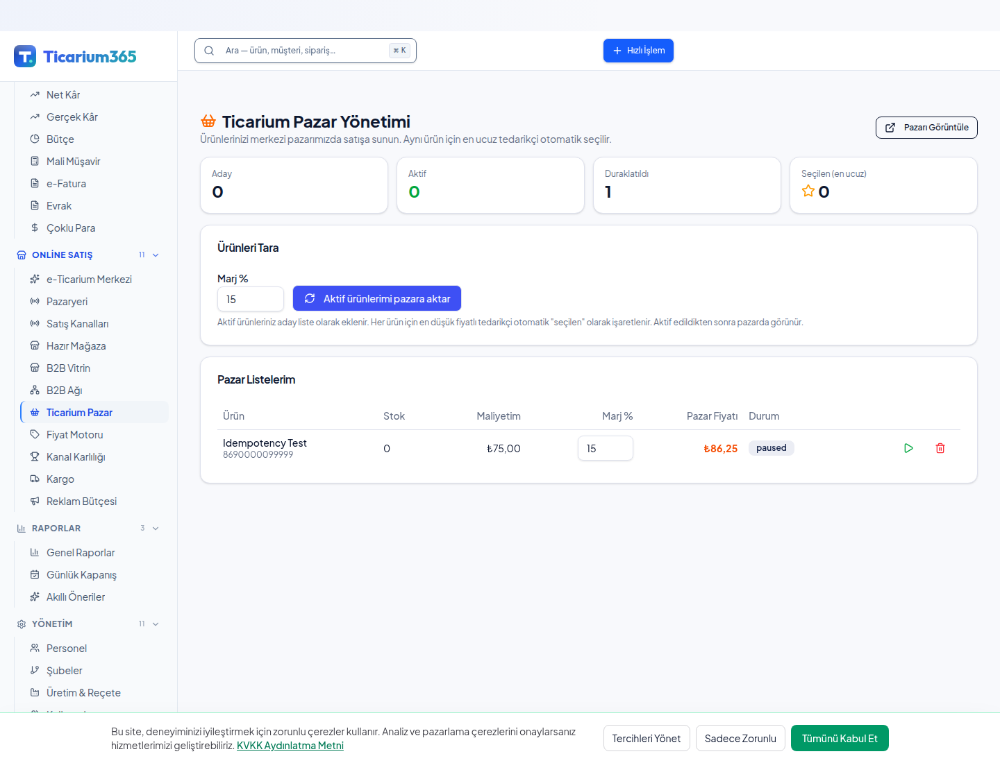 Ticarium365
Ara — ürün, müşteri, sipariş...
⌘ K
Hızlı İşlem
Net Kâr
Gerçek Kâr
Bütçe
Mali Müşavir
e-Fatura
Evrak
Çoklu Para
ONLİNE SATIŞ 11
e-Ticarium Merkezi
Pazaryeri
Satış Kanalları
Hazır Mağaza
B2B Vitrin
B2B Ağı
Ticarium Pazar
Fiyat Motoru
Kanal Karlılığı
Kargo
Reklam Bütçesi
RAPORLAR 3
Genel Raporlar
Günlük Kapanış
Akıllı Öneriler
YÖNETİM 11
Personel
Şubeler
Üretim & Reçete
Ticarium Pazar Yönetimi
Ürünlerinizi merkezi pazarımızda satışa sunun. Aynı ürün için en ucuz tedarikçi otomatik seçilir.
Pazarı Görüntüle
Aday
0
Aktif
0
Duraklatıldı
1
Seçilen (en ucuz)
0
Ürünleri Tara
Marj %
15
Aktif ürünlerimi pazara aktar
Aktif ürünleriniz aday liste olarak eklenir. Her ürün için en düşük fiyatlı tedarikçi otomatik "seçilen" olarak işaretlenir. Aktif edildikten sonra pazarda görünür.
Pazar Listelerim
Ürün Stok Maliyetim Marj % Pazar Fiyatı Durum
Idempotency Test
8690000099999
0 ₺75,00 15 ₺86,25 paused
Bu site, deneyiminizi iyileştirmek için zorunlu çerezler kullanır. Analiz ve pazarlama çerezlerini onaylarsanız
hizmetlerimizi geliştirebiliriz. KVKK Aydınlatma Metni
Tercihleri Yönet
Sadece Zorunlu
Tümünü Kabul Et